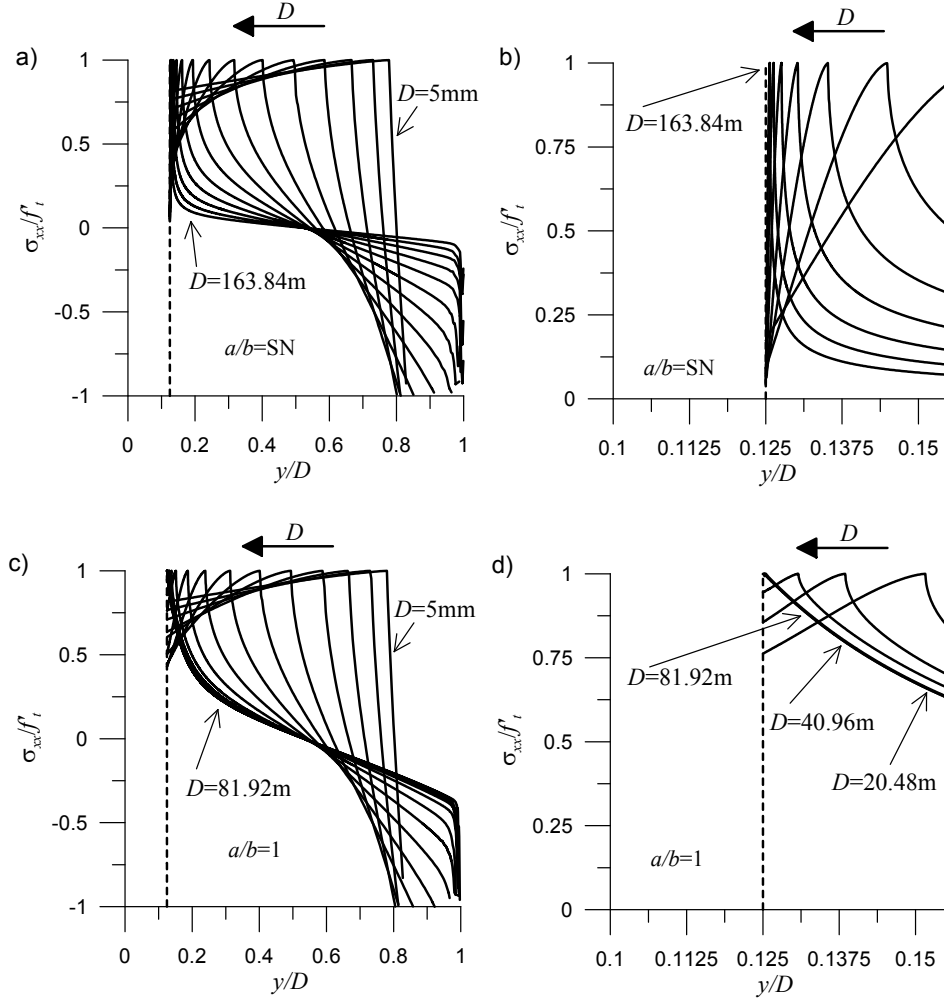 a)
D
1
0.5
0
-0.5
-1
σxx/f't
D=5mm
D=163.84m
a/b=SN
0 0.2 0.4 0.6 0.8 1
y/D
b)
D
1
0.75
0.5
0.25
0
σxx/f't
D=163.84m
a/b=SN
0.1 0.1125 0.125 0.1375 0.15
y/D
c)
D
1
0.5
0
-0.5
-1
σxx/f't
D=5mm
D=81.92m
a/b=1
0 0.2 0.4 0.6 0.8 1
y/D
d)
D
1
0.75
0.5
0.25
0
σxx/f't
D=81.92m
D=40.96m
D=20.48m
a/b=1
0.1 0.1125 0.125 0.1375 0.15
y/D